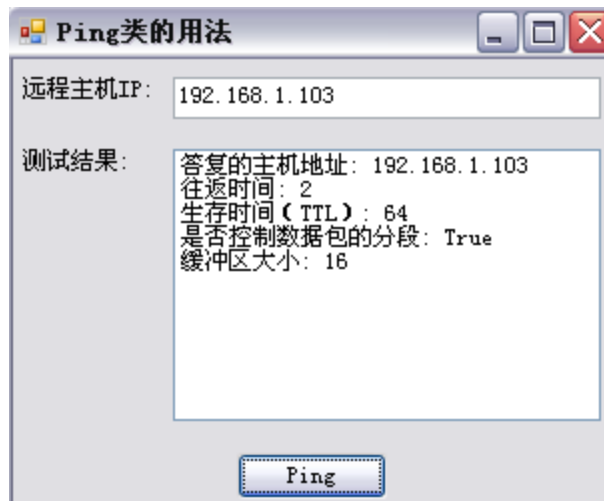 Ping类的用法
远程主机IP: 192.168.1.103
测试结果:
答复的主机地址: 192.168.1.103
往返时间: 2
生存时间(TTL): 64
是否控制数据包的分段: True
缓冲区大小: 16
Ping